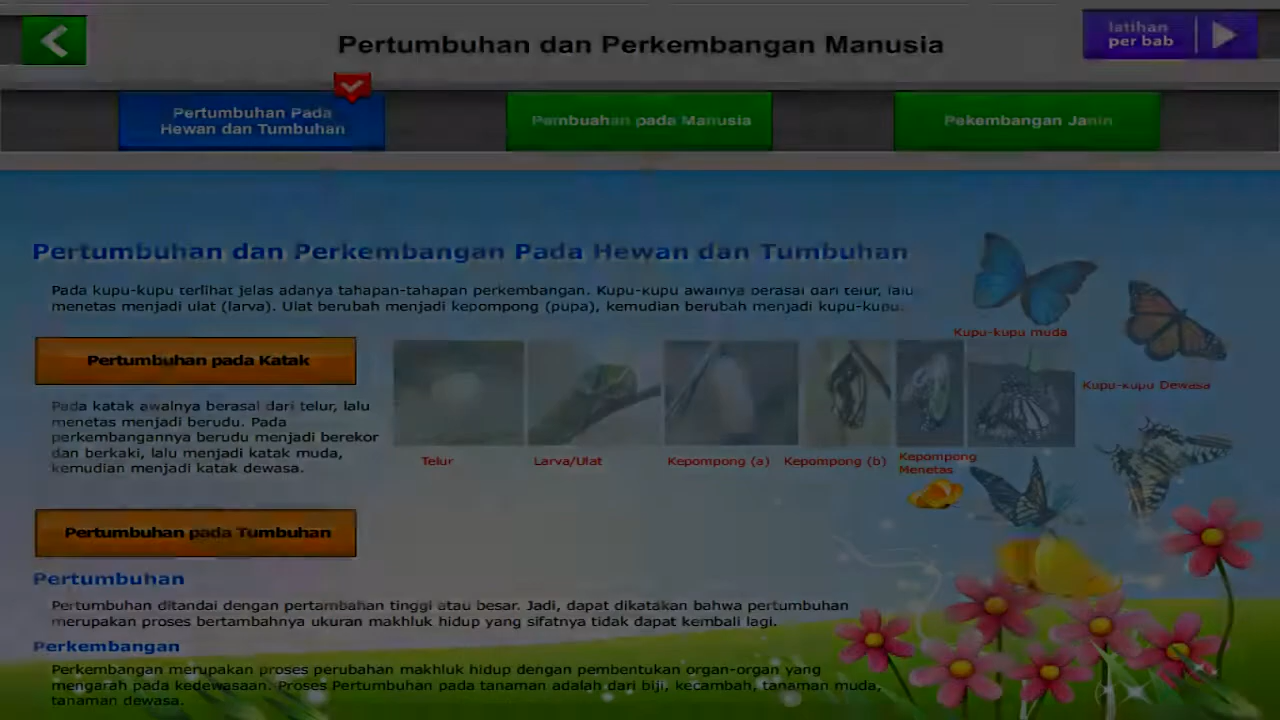 Pertumbuhan dan Perkembangan Manusia
latihan
per bab
Pertumbuhan Pada
Hewan dan Tumbuhan
Pembuahan pada Manusia
Pekembangan Janin
Pertumbuhan dan Perkembangan Pada Hewan dan Tumbuhan
Pada kupu-kupu terlihat jelas adanya tahapan-tahapan perkembangan. Kupu-kupu awalnya berasal dari telur, lalu
menetas menjadi ulat (larva). Ulat berubah menjadi kepompong (pupa), kemudian berubah menjadi kupu-kupu.
Kupu-kupu muda
Kupu-kupu Dewasa
Pertumbuhan pada Katak
Pada katak awalnya berasal dari telur, lalu
menetas menjadi berudu. Pada
perkembangannya berudu menjadi berekor
dan berkaki, lalu menjadi katak muda,
kemudian menjadi katak dewasa.
Telur
Larva/Ulat
Kepompong (a)
Kepompong (b)
Kepompong
Menetas
Pertumbuhan pada Tumbuhan
Pertumbuhan
Pertumbuhan ditandai dengan pertambahan tinggi atau besar. Jadi, dapat dikatakan bahwa pertumbuhan
merupakan proses bertambahnya ukuran makhluk hidup yang sifatnya tidak dapat kembali lagi.
Perkembangan
Perkembangan merupakan proses perubahan makhluk hidup dengan pembentukan organ-organ yang
mengarah pada kedewasaan. Proses Pertumbuhan pada tanaman adalah dari biji, kecambah, tanaman muda,
tanaman dewasa.